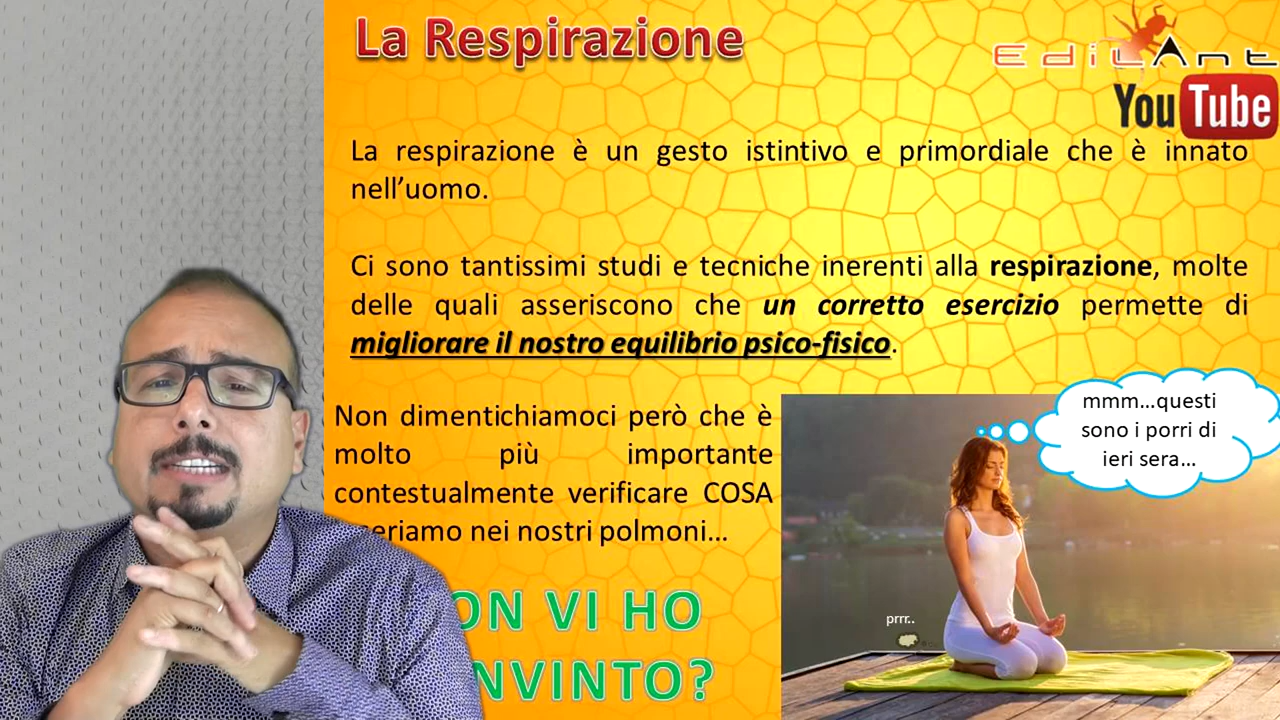 La Respirazione
EdiLAnt
YouTube
La respirazione è un gesto istintivo e primordiale che è innato
nell'uomo.
Ci sono tantissimi studi e tecniche inerenti alla respirazione, molte
delle quali asseriscono che un corretto esercizio permette di
migliorare il nostro equilibrio psico-fisico.
Non dimentichiamoci però che è
molto più importante
contestualmente verificare COSA
nei nostri polmoni...
mmm...questi
sono i porri di
ieri sera...
prrr..
VI HO